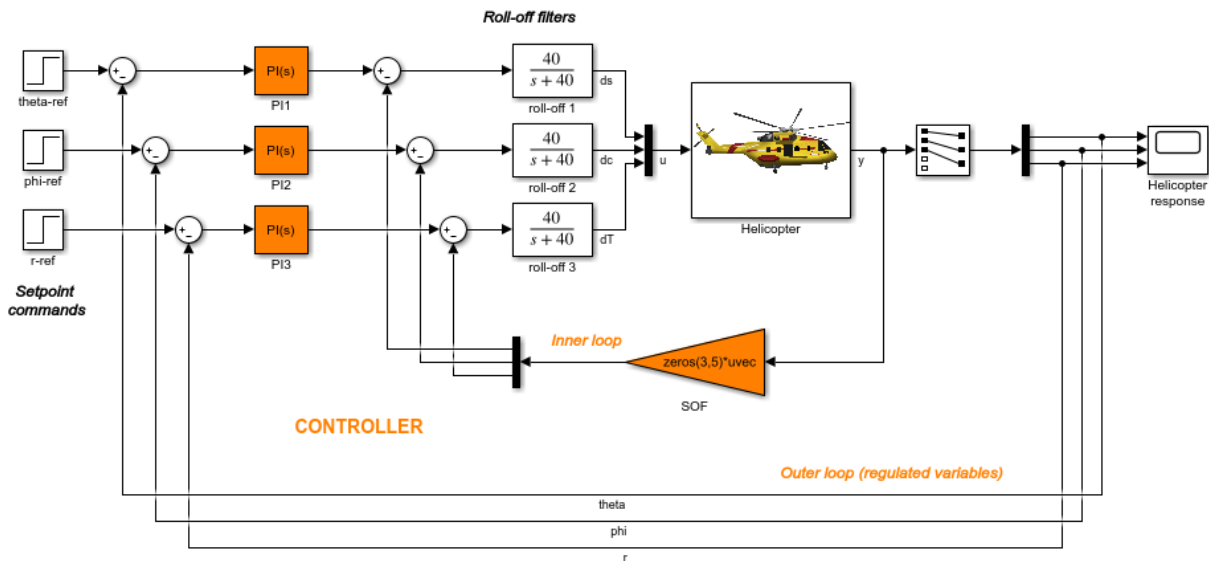 Roll-off filters
theta-ref
PI(s)
PI1
40
s + 40
roll-off 1
ds
phi-ref
PI(s)
PI2
40
s + 40
roll-off 2
dc
u
Helicopter
y
Helicopter
response
r-ref
PI(s)
PI3
40
s + 40
roll-off 3
dT
Setpoint
commands
Inner loop
zeros(3,5)*uvec
SOF
CONTROLLER
Outer loop (regulated variables)
theta
phi
r